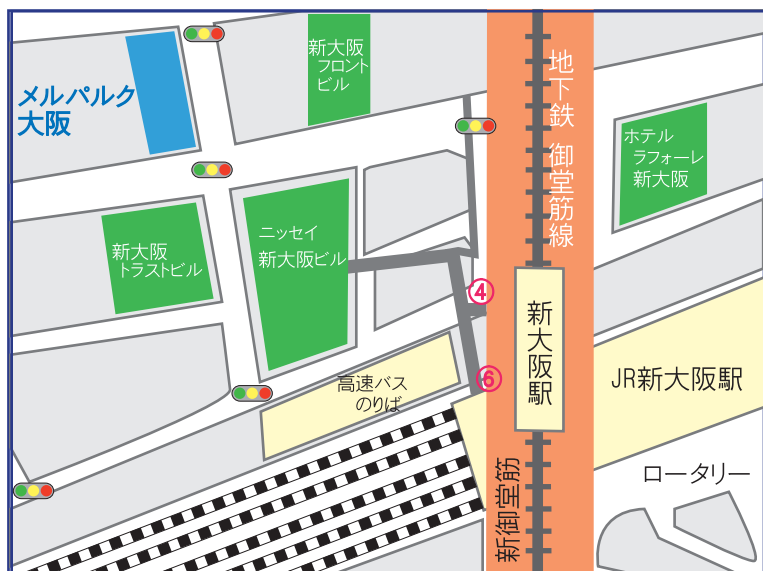 メルパルク
大阪
新大阪
フロント
ビル
地下鉄 御堂筋線
ホテル
ラフォーレ
新大阪
新大阪
トラストビル
ニッセイ
新大阪ビル
④
⑥
新大阪駅
JR新大阪駅
高速バス
のりば
新御堂筋
ロータリー